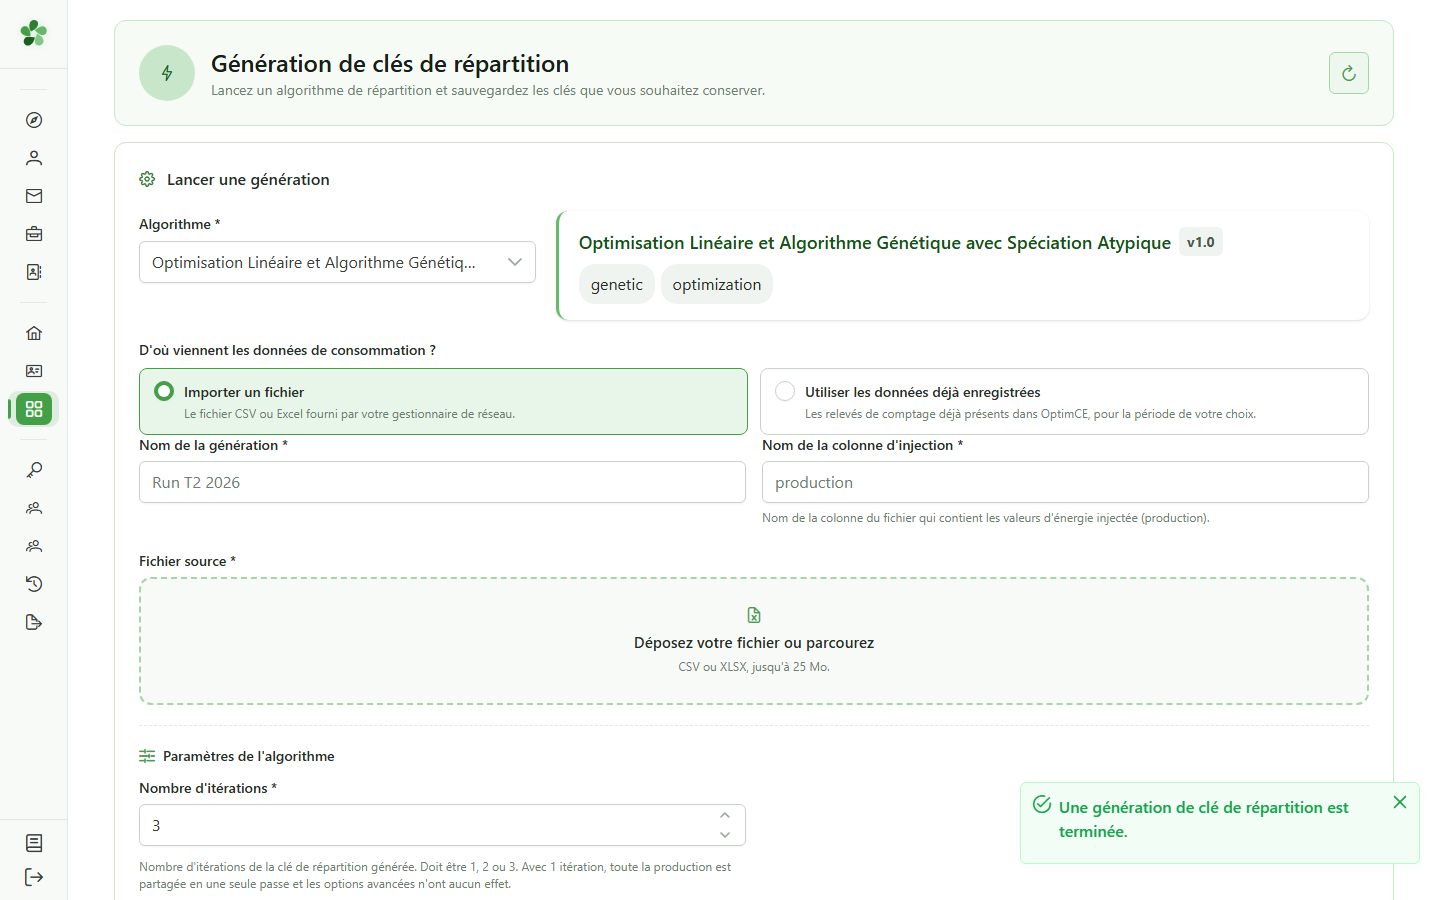 Génération de clés de répartition
Lancez un algorithme de répartition et sauvegardez les clés que vous souhaitez conserver.
Lancer une génération
Algorithme *
Optimisation Linéaire et Algorithme Génétiq...
Optimisation Linéaire et Algorithme Génétique avec Spéciation Atypique v1.0
genetic optimization
D'où viennent les données de consommation ?
Importer un fichier
Le fichier CSV ou Excel fourni par votre gestionnaire de réseau.
Utiliser les données déjà enregistrées
Les relevés de comptage déjà présents dans OptimCE, pour la période de votre choix.
Nom de la génération *
Run T2 2026
Nom de la colonne d'injection *
production
Nom de la colonne du fichier qui contient les valeurs d'énergie injectée (production).
Fichier source *
Déposez votre fichier ou parcourez
CSV ou XLSX, jusqu'à 25 Mo.
Paramètres de l'algorithme
Nombre d'itérations *
3
Nombre d'itérations de la clé de répartition générée. Doit être 1, 2 ou 3. Avec 1 itération, toute la production est
partagée en une seule passe et les options avancées n'ont aucun effet.
Une génération de clé de répartition est
terminée.